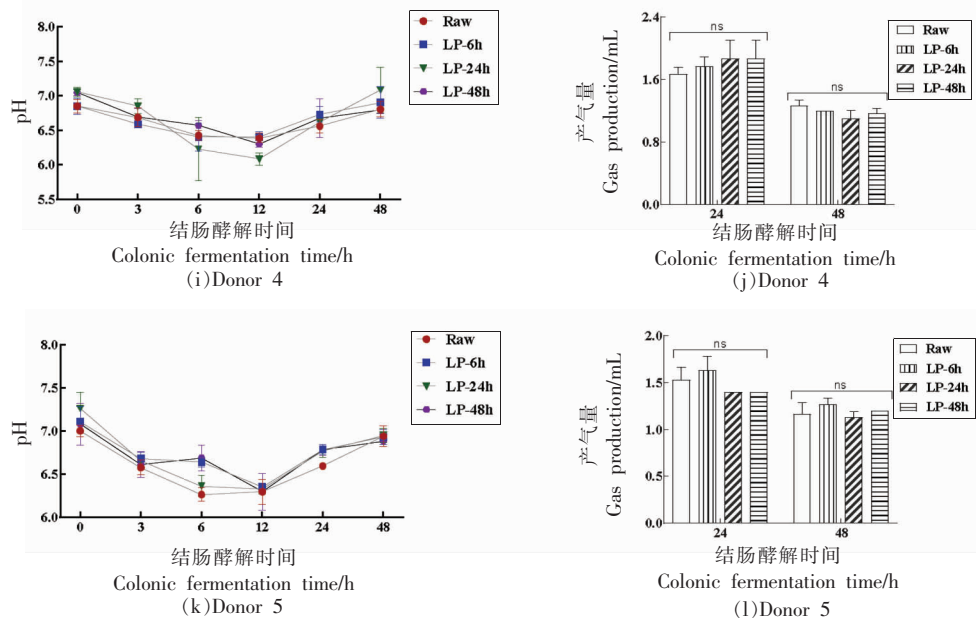 8.0
7.5
7.0
6.5
6.0
5.5
pH
0 3 6 12 24 48
Raw
LP-6h
LP-24h
LP-48h
结肠酵解时间
Colonic fermentation time/h
(i)Donor 4
2.4
1.6
0.8
0.0
产气量
Gas production/mL
ns
ns
24 48
Raw
LP-6h
LP-24h
LP-48h
结肠酵解时间
Colonic fermentation time/h
(j)Donor 4
8.0
7.5
7.0
6.5
6.0
pH
0 3 6 12 24 48
Raw
LP-6h
LP-24h
LP-48h
结肠酵解时间
Colonic fermentation time/h
(k)Donor 5
2.0
1.5
1.0
0.5
0.0
产气量
Gas production/mL
ns
ns
24 48
Raw
LP-6h
LP-24h
LP-48h
结肠酵解时间
Colonic fermentation time/h
(l)Donor 5